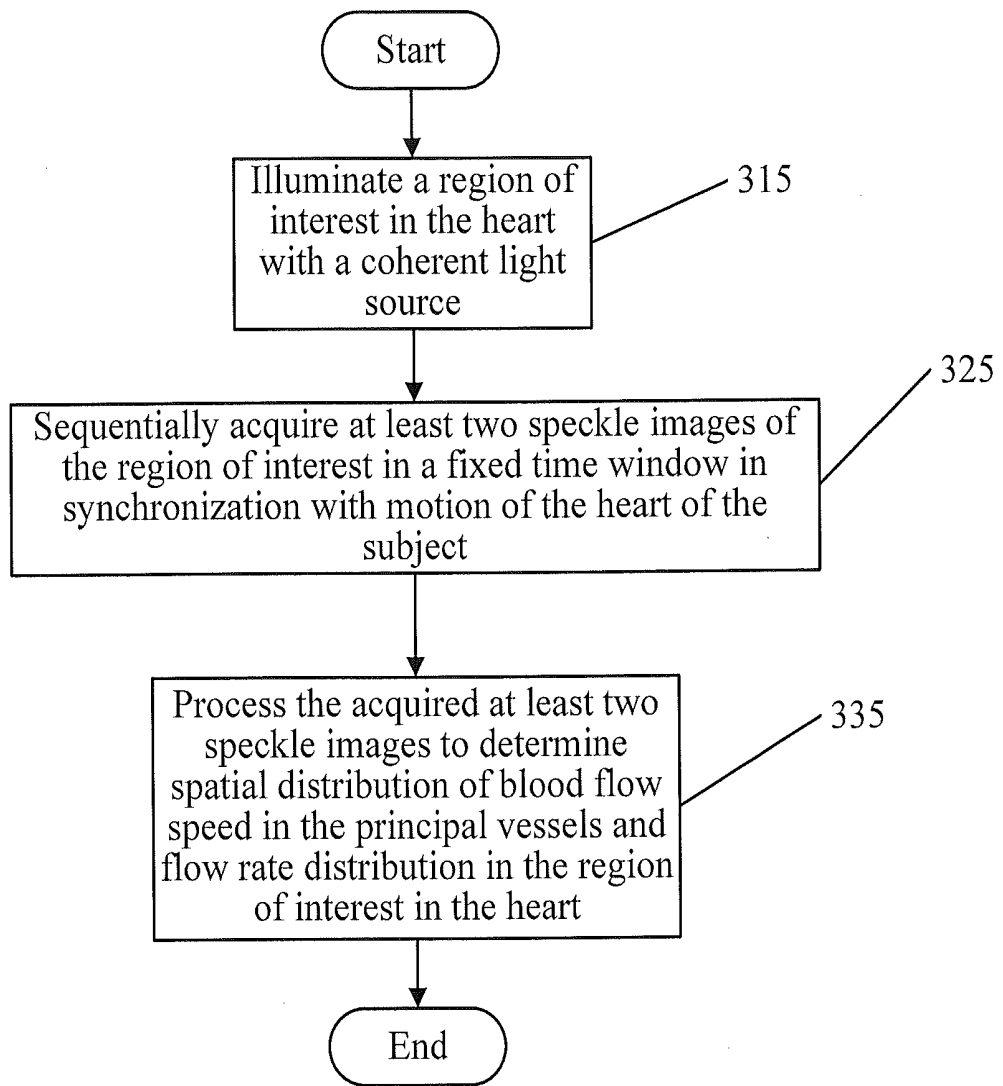 Start
Illuminate a region of
interest in the heart
with a coherent light
source
315
Sequentially acquire at least two speckle images of
the region of interest in a fixed time window in
synchronization with motion of the heart of the
subject
325
Process the acquired at least two
speckle images to determine
spatial distribution of blood flow
speed in the principal vessels and
flow rate distribution in the region
of interest in the heart
335
End